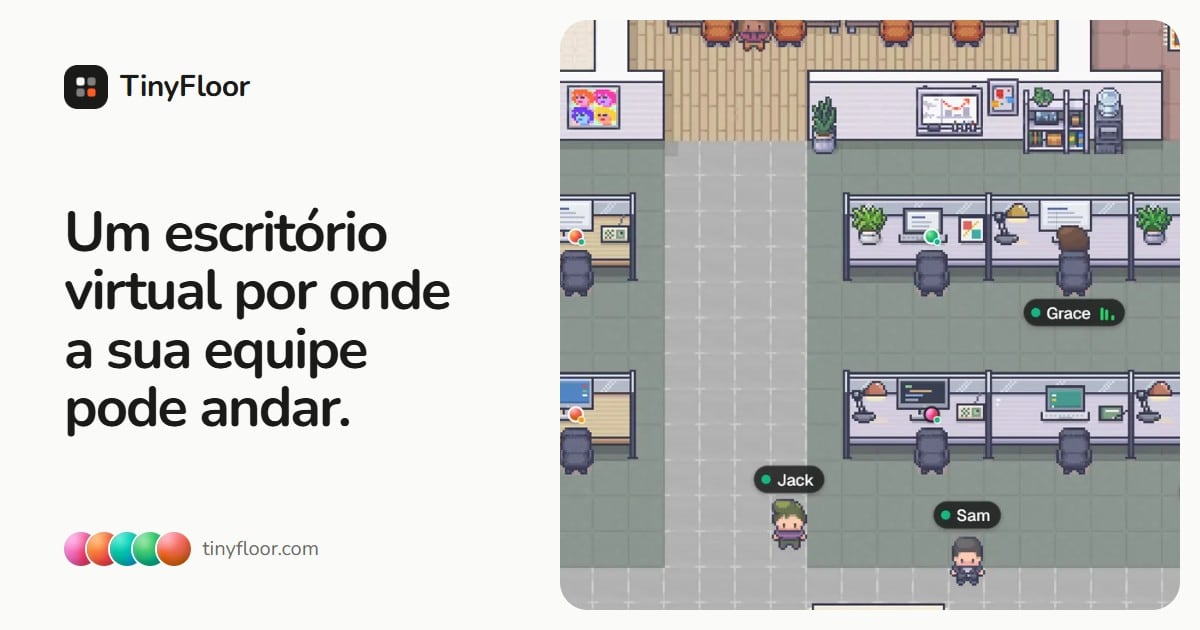 TinyFloor
Um escritório
virtual por onde
a sua equipe
pode andar.
tinyfloor.com
Grace
Jack
Sam